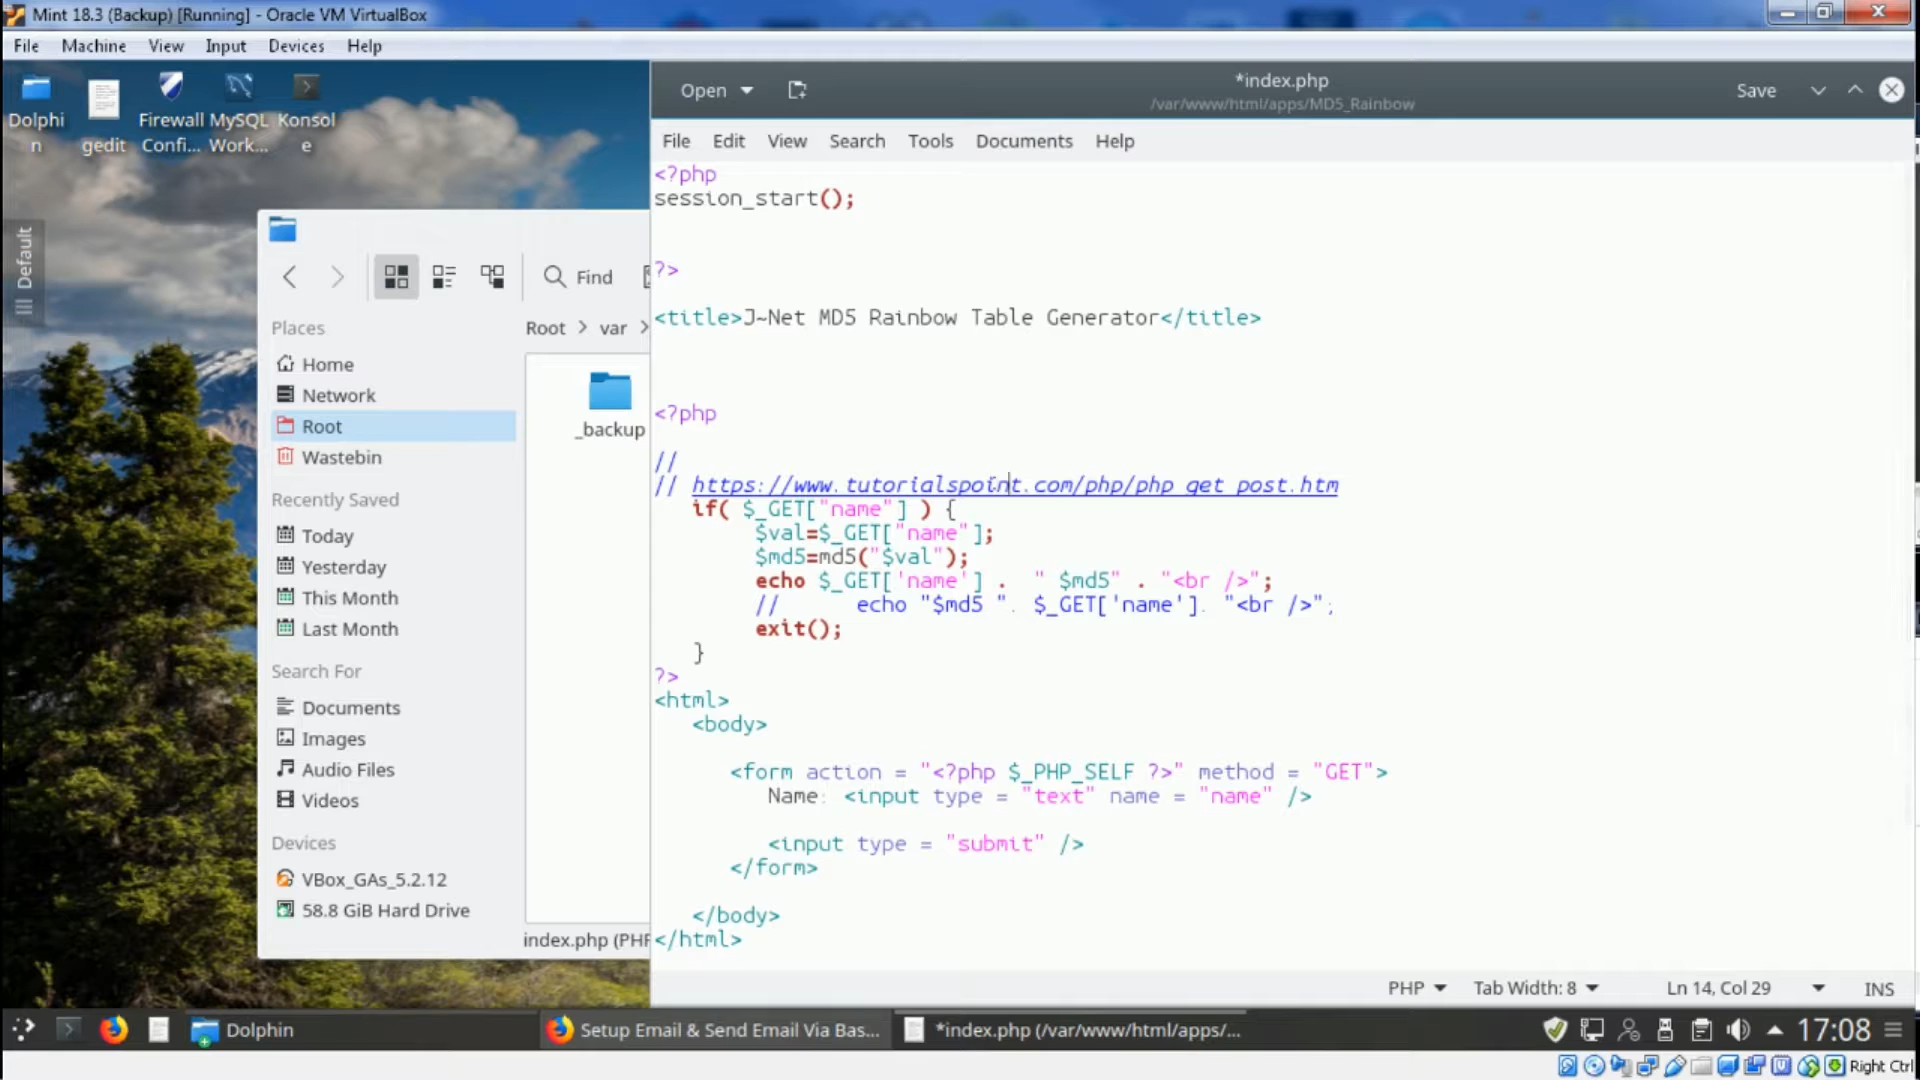 Mint 18.3 (Backup) [Running] - Oracle VM VirtualBox
File Machine View Input Devices Help
Dolphin
gedit
Firewall Confi...
MySQL Work...
Konsole
Default
Find
Root > var >
Places
Home
Network
Root
Wastebin
Recently Saved
Today
Yesterday
This Month
Last Month
Search For
Documents
Images
Audio Files
Videos
Devices
VBox_GAs_5.2.12
58.8 GiB Hard Drive
_backup
index.php (PHP
Open
*index.php
/var/www/html/apps/MD5_Rainbow
Save
File Edit View Search Tools Documents Help
<?php
session_start();
?>
<title>J~Net MD5 Rainbow Table Generator</title>
<?php
//
// https://www.tutorialspoint.com/php/php_get_post.htm
if( $_GET["name"] ) {
$val=$_GET["name"];
$md5=md5("$val");
echo $_GET['name'] .  " $md5" . "<br />";
//      echo "$md5 ". $_GET['name']. "<br />";
exit();
}
?>
<html>
<body>
<form action = "<?php $_PHP_SELF ?>" method = "GET">
Name: <input type = "text" name = "name" />
<input type = "submit" />
</form>
</body>
</html>
PHP Tab Width: 8 Ln 14, Col 29 INS
Dolphin
Setup Email & Send Email Via Bas...
*index.php (/var/www/html/apps/...
17:08
Right Ctrl